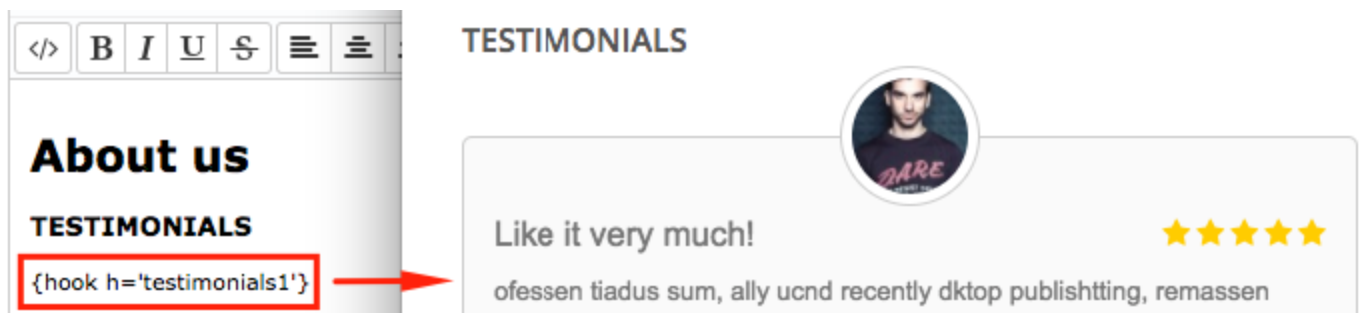 </> B I U S
About us
TESTIMONIALS
{hook h='testimonials1'}
TESTIMONIALS
DARE
Like it very much!
ofessen tiadus sum, ally ucnd recently dktop publishtting, remassen